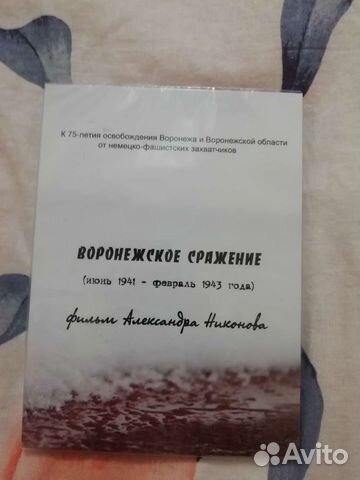 К 75-летия освобождения Воронежа и Воронежской области
от немецко-фашистских захватчиков
ВОРОНЕЖСКОЕ СРАЖЕНИЕ
(июнь 1941 - февраль 1943 года)
фильм Александра Никонова
Avito